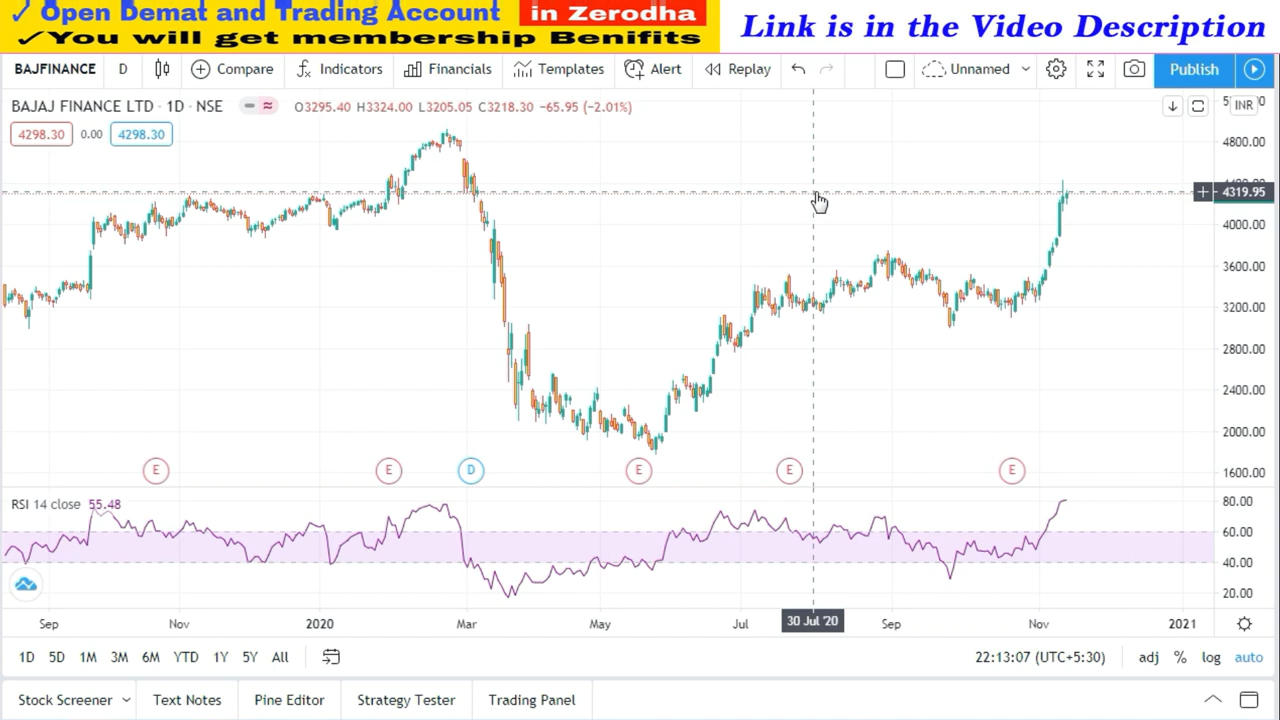 ✓ Open Demat and Trading Account in Zerodha
✓You will get membership Benifits
Link is in the Video Description
BAJFINANCE D Compare Indicators Financials Templates Alert Replay Unnamed Publish
BAJAJ FINANCE LTD · 1D · NSE O3295.40 H3324.00 L3205.05 C3218.30 -65.95 (-2.01%)
INR
4298.30 0.00 4298.30
4800.00
4319.95
4000.00
3600.00
3200.00
2800.00
2400.00
2000.00
1600.00
E E D E E E
RSI 14 close 55.48
80.00
60.00
40.00
20.00
Sep Nov 2020 Mar May Jul 30 Jul '20 Sep Nov 2021
1D 5D 1M 3M 6M YTD 1Y 5Y All 22:13:07 (UTC+5:30) adj % log auto
Stock Screener Text Notes Pine Editor Strategy Tester Trading Panel